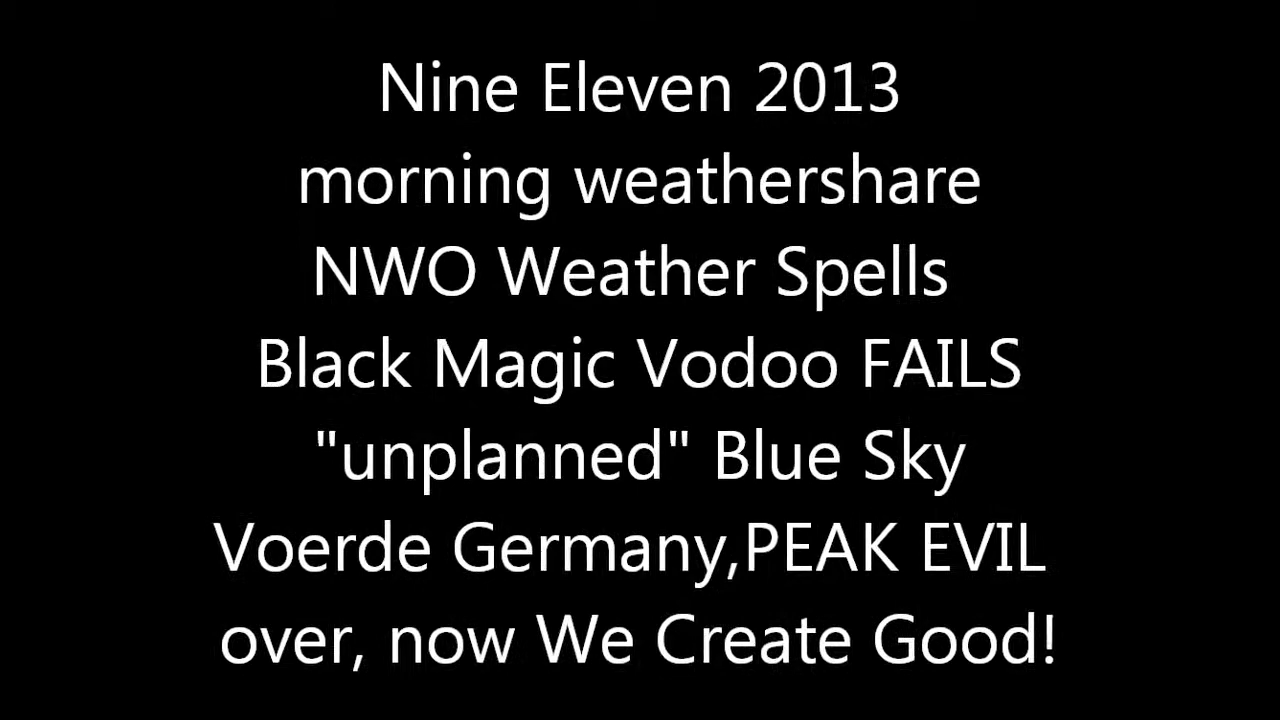 Nine Eleven 2013
morning weathershare
NWO Weather Spells
Black Magic Vodoo FAILS
"unplanned" Blue Sky
Voerde Germany,PEAK EVIL
over, now We Create Good!